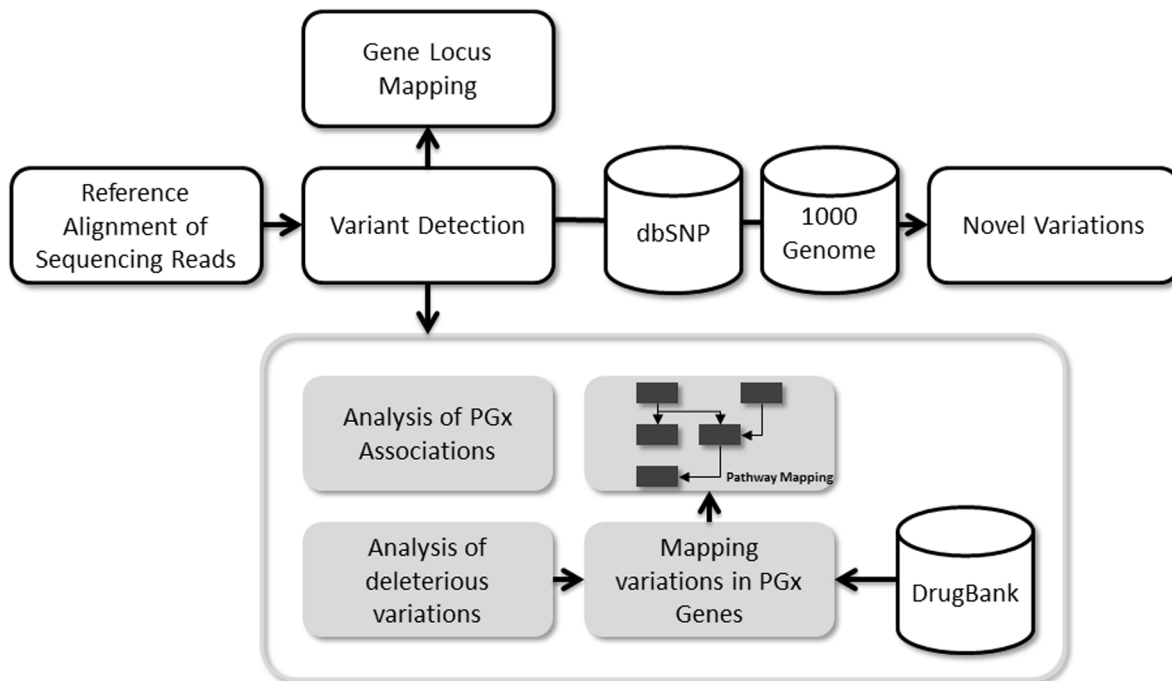 Gene Locus
Mapping
Reference
Alignment of
Sequencing Reads
Variant Detection
dbSNP
1000
Genome
Novel Variations
Analysis of PGx
Associations
Pathway Mapping
Analysis of
deleterious
variations
Mapping
variations in PGx
Genes
DrugBank